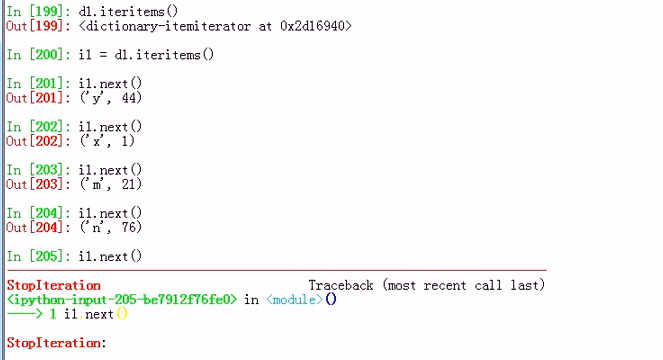 In [199]: d1.iteritems()
Out[199]: <dictionary-itemiterator at 0x2d16940>
In [200]: i1 = d1.iteritems()
In [201]: i1.next()
Out[201]: ('y', 44)
In [202]: i1.next()
Out[202]: ('x', 1)
In [203]: i1.next()
Out[203]: ('m', 21)
In [204]: i1.next()
Out[204]: ('n', 76)
In [205]: i1.next()
StopIteration Traceback (most recent call last)
<ipython-input-205-be7912f76fe0> in <module>()
----> 1 i1.next()
StopIteration: